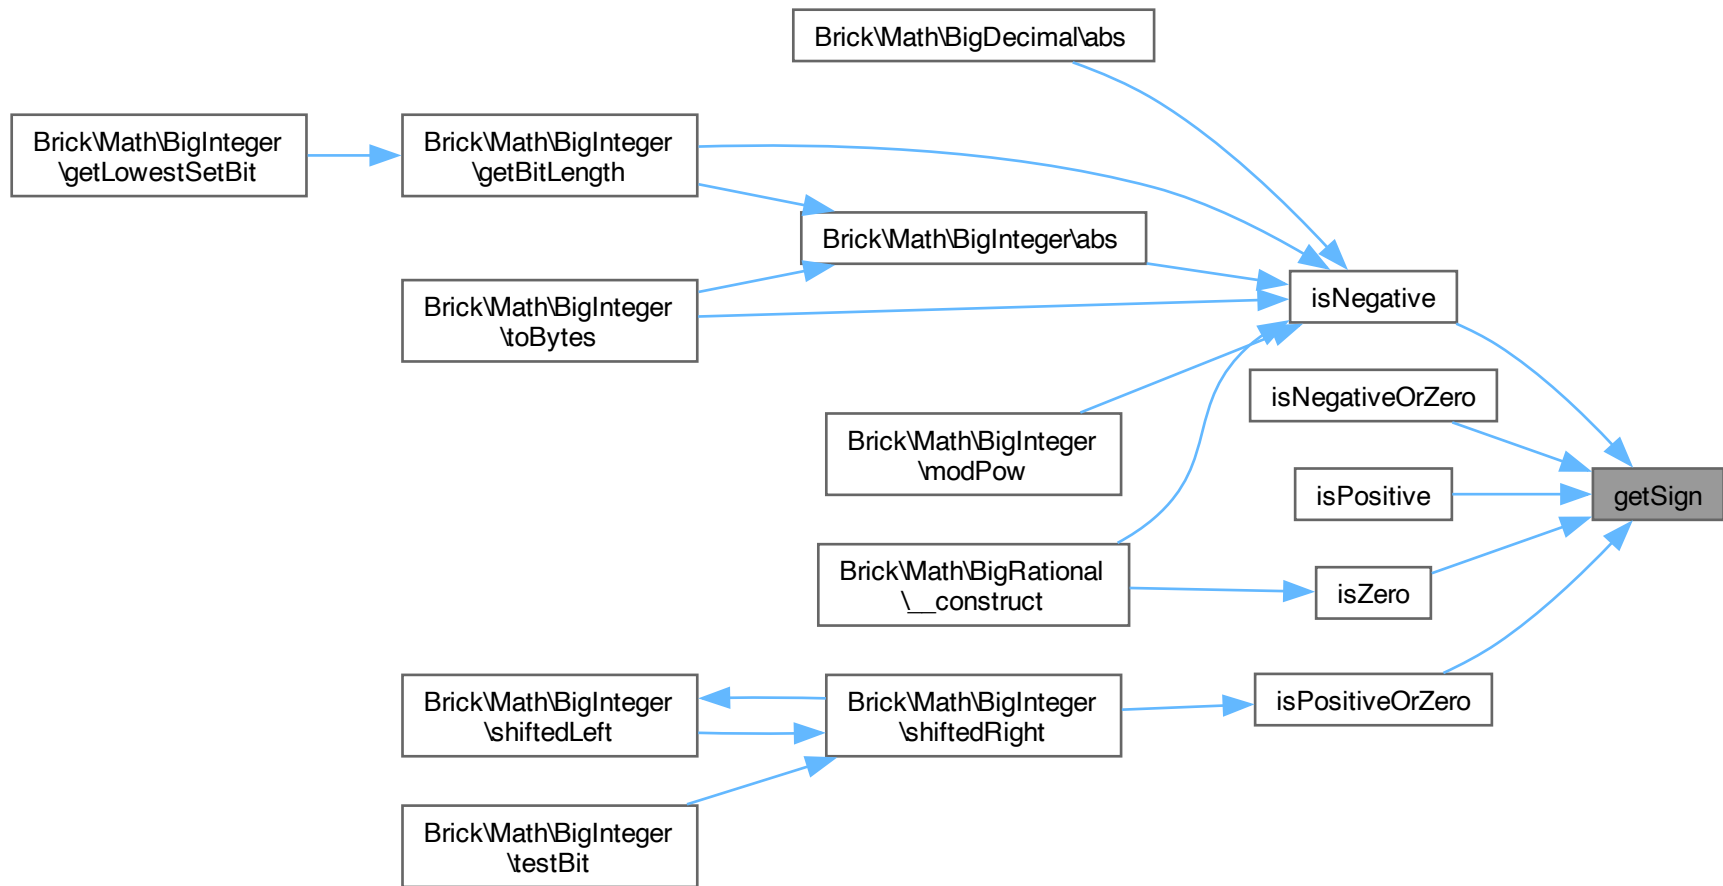 Brick\Math\BigDecimal\abs
Brick\Math\BigInteger
\getLowestSetBit
Brick\Math\BigInteger
\getBitLength
Brick\Math\BigInteger\abs
Brick\Math\BigInteger
\toBytes
isNegative
isNegativeOrZero
Brick\Math\BigInteger
\modPow
isPositive
getSign
Brick\Math\BigRational
\__construct
isZero
Brick\Math\BigInteger
\shiftedLeft
Brick\Math\BigInteger
\shiftedRight
isPositiveOrZero
Brick\Math\BigInteger
\testBit